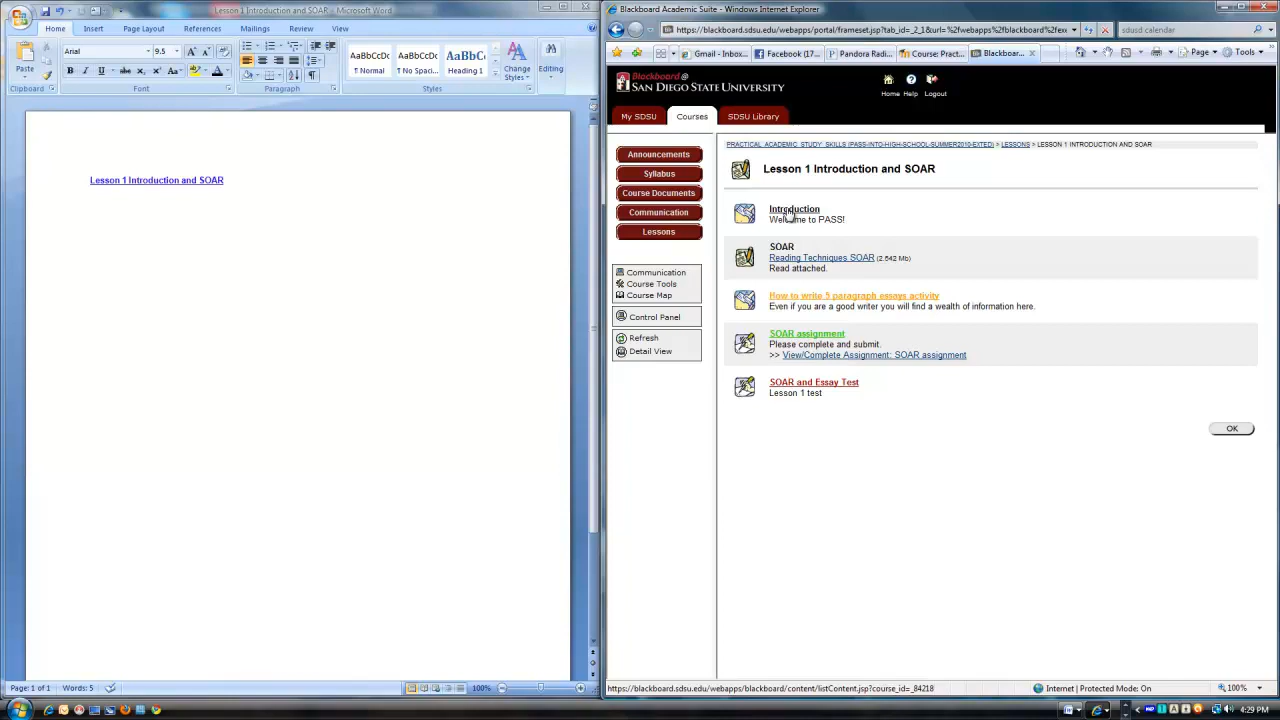 Lesson 1 Introduction and SOAR - Microsoft Word
Home Insert Page Layout References Mailings Review View
Paste
Arial 9.5
Clipboard Font Paragraph Styles
AaBbCcDc AaBbCcDc AaBbCc
¶ Normal ¶ No Spaci... Heading 1
Change Styles
Editing
Lesson 1 Introduction and SOAR
Page: 1 of 1 Words: 5
100%
Blackboard Academic Suite - Windows Internet Explorer
https://blackboard.sdsu.edu/webapps/portal/frameset.jsp?tab_id=_2_1&url=%2fwebapps%2fblackboard%2fexe
sdusd calendar
Gmail - Inbox... Facebook (17... Pandora Radi... Course: Pract... Blackboar...
Page Tools
Blackboard@
SAN DIEGO STATE UNIVERSITY
Home Help Logout
My SDSU Courses SDSU Library
Announcements
Syllabus
Course Documents
Communication
Lessons
Communication
Course Tools
Course Map
Control Panel
Refresh
Detail View
PRACTICAL ACADEMIC STUDY SKILLS (PASS-INTO-HIGH-SCHOOL-SUMMER2010-EXTED) > LESSONS > LESSON 1 INTRODUCTION AND SOAR
Lesson 1 Introduction and SOAR
Introduction
Welcome to PASS!
SOAR
Reading Techniques SOAR (2.542 Mb)
Read attached.
How to write 5 paragraph essays activity
Even if you are a good writer you will find a wealth of information here.
SOAR assignment
Please complete and submit.
>> View/Complete Assignment: SOAR assignment
SOAR and Essay Test
Lesson 1 test
OK
https://blackboard.sdsu.edu/webapps/blackboard/content/listContent.jsp?course_id=_84218
Internet | Protected Mode: On
100%
4:29 PM